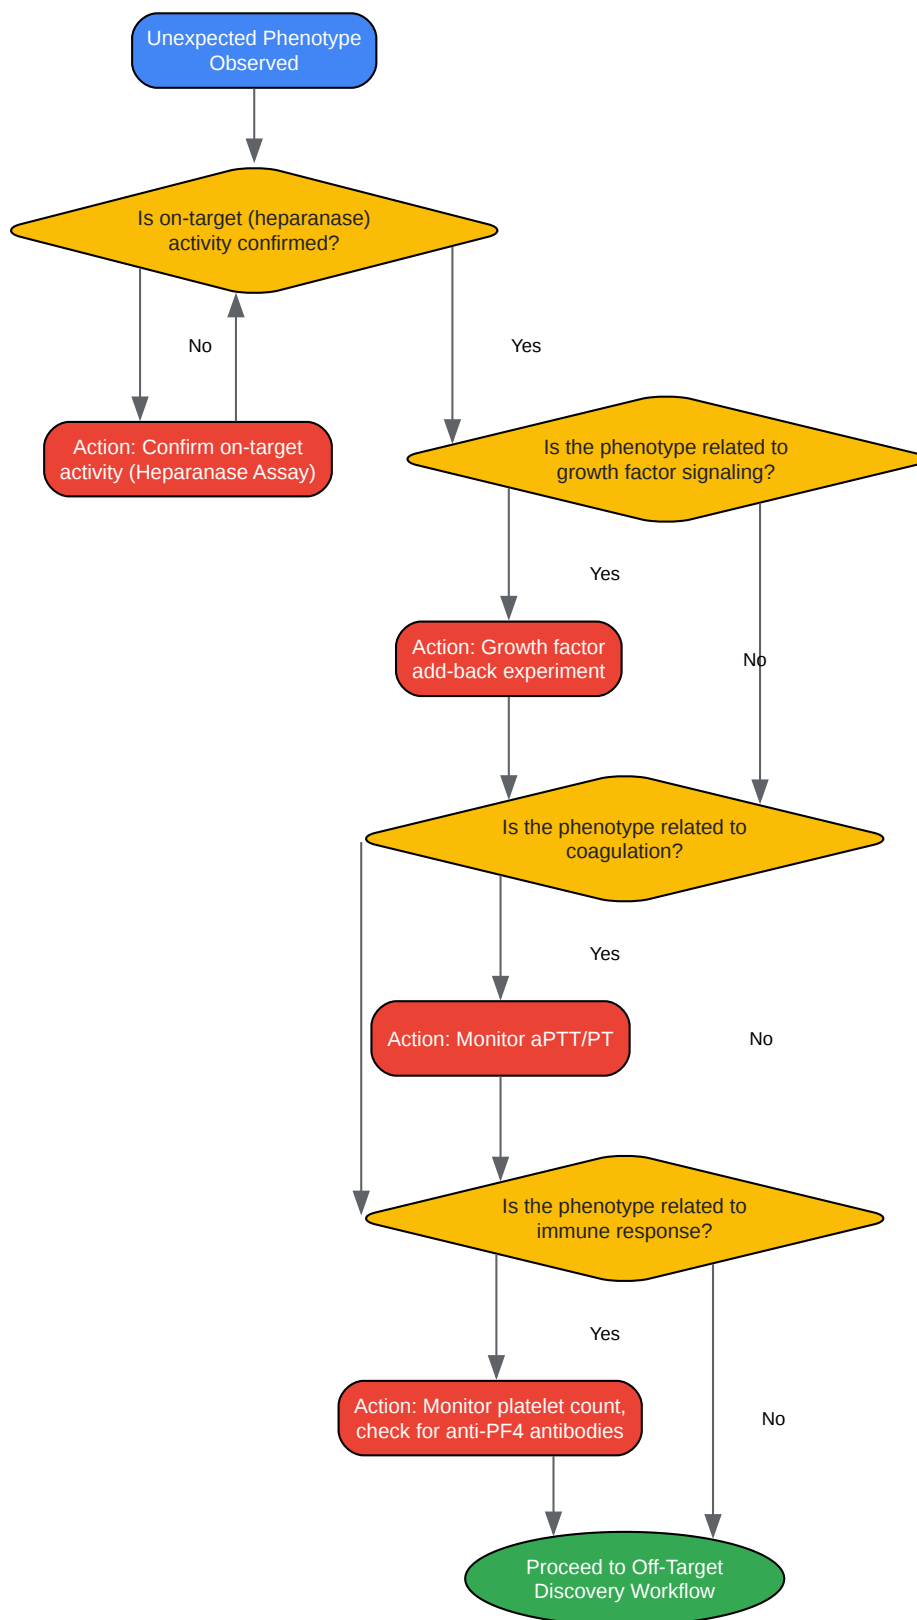 Unexpected Phenotype
Observed
Is on-target (heparanase)
activity confirmed?
No
Yes
Action: Confirm on-target
activity (Heparanase Assay)
Is the phenotype related to
growth factor signaling?
Yes
Action: Growth factor
add-back experiment
No
Is the phenotype related to
coagulation?
Yes
Action: Monitor aPTT/PT
No
Is the phenotype related to
immune response?
Yes
Action: Monitor platelet count,
check for anti-PF4 antibodies
No
Proceed to Off-Target
Discovery Workflow